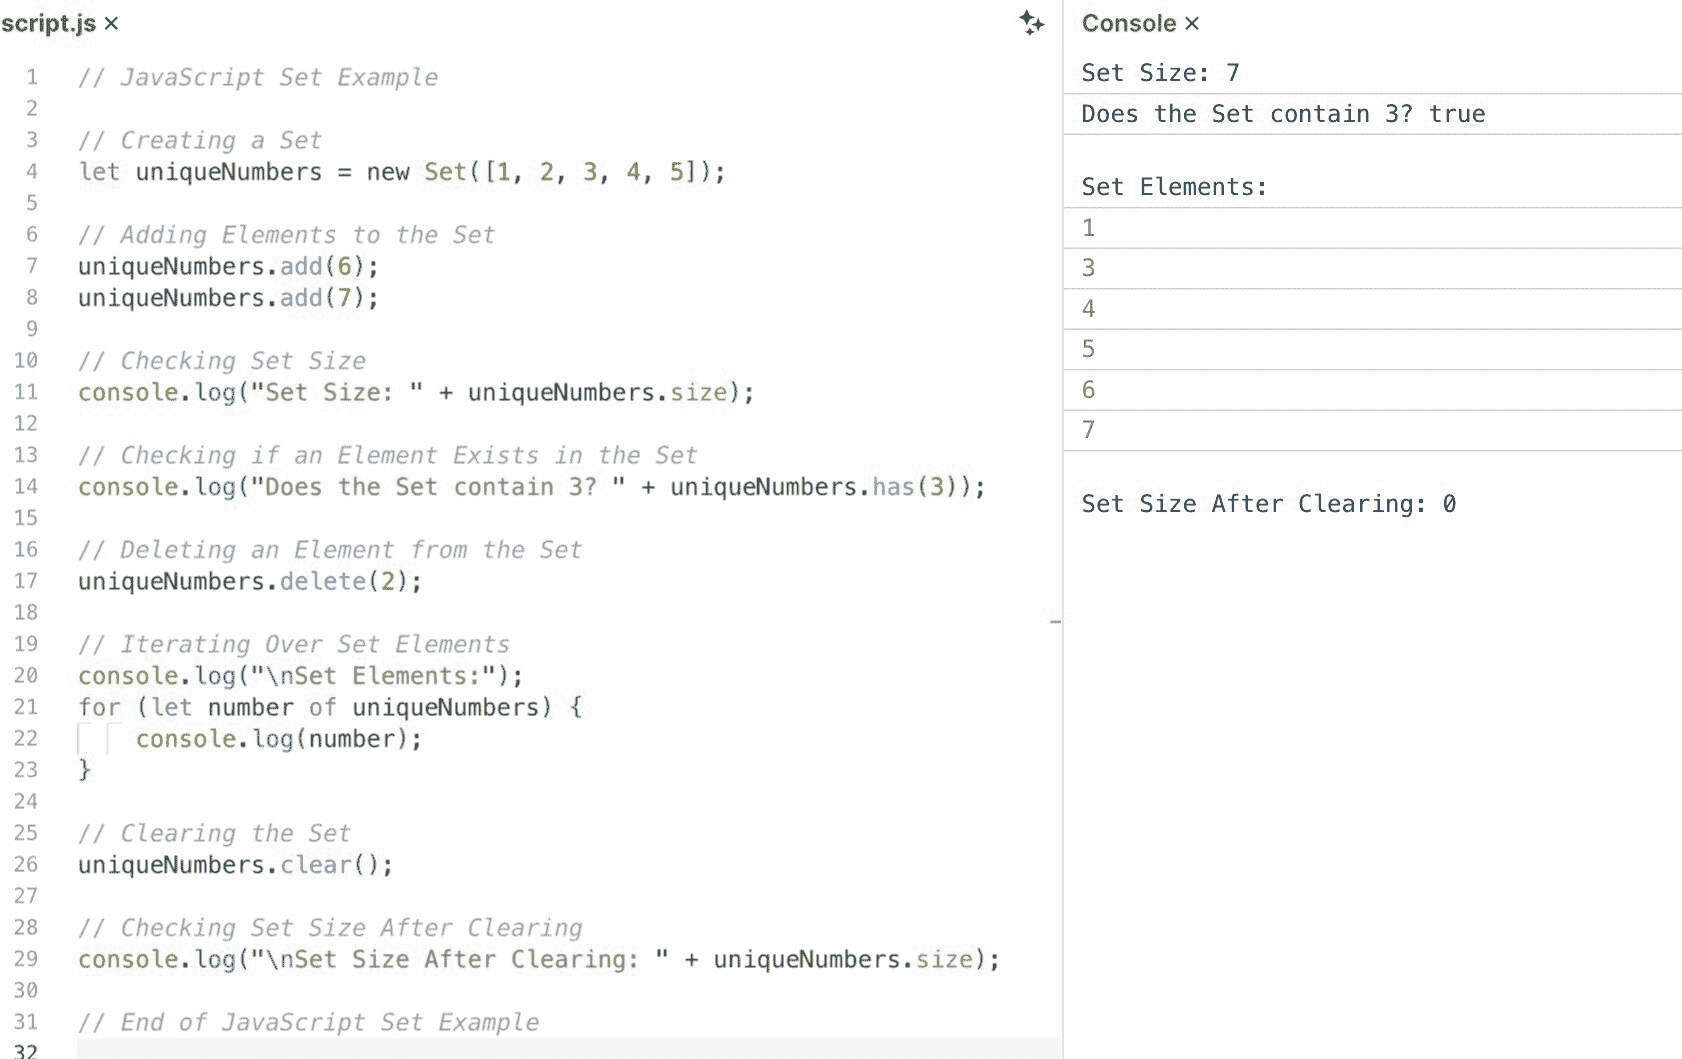 script.js ×
1 // JavaScript Set Example
2
3 // Creating a Set
4 let uniqueNumbers = new Set([1, 2, 3, 4, 5]);
5
6 // Adding Elements to the Set
7 uniqueNumbers.add(6);
8 uniqueNumbers.add(7);
9
10 // Checking Set Size
11 console.log("Set Size: " + uniqueNumbers.size);
12
13 // Checking if an Element Exists in the Set
14 console.log("Does the Set contain 3? " + uniqueNumbers.has(3));
15
16 // Deleting an Element from the Set
17 uniqueNumbers.delete(2);
18
19 // Iterating Over Set Elements
20 console.log("\nSet Elements:");
21 for (let number of uniqueNumbers) {
22     console.log(number);
23 }
24
25 // Clearing the Set
26 uniqueNumbers.clear();
27
28 // Checking Set Size After Clearing
29 console.log("\nSet Size After Clearing: " + uniqueNumbers.size);
30
31 // End of JavaScript Set Example
32
Console ×
Set Size: 7
Does the Set contain 3? true
Set Elements:
1
3
4
5
6
7
Set Size After Clearing: 0